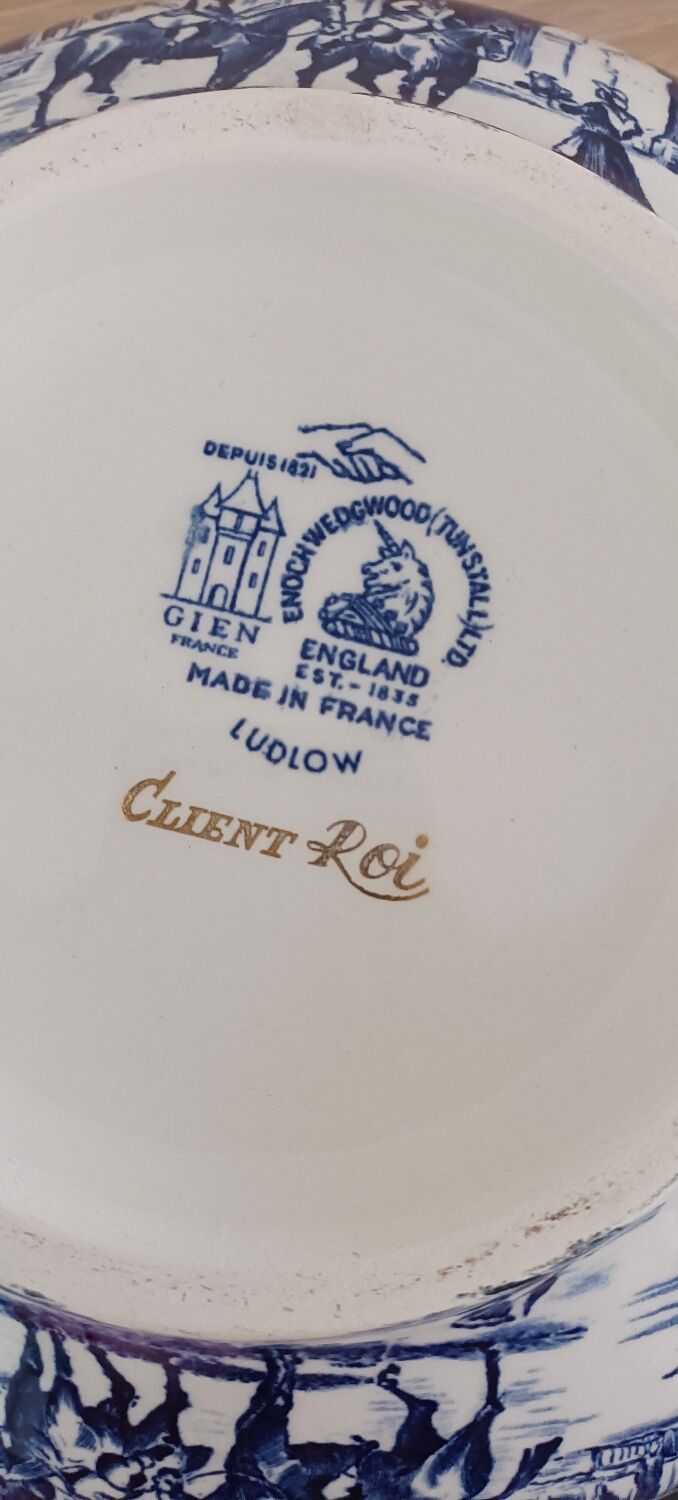 DEPUIS 1821
GIEN
FRANCE
ENOCH WEDGWOOD (TUNSTALL) LTD.
ENGLAND
EST. - 1835
MADE IN FRANCE
LUDLOW
CLIENT Roi